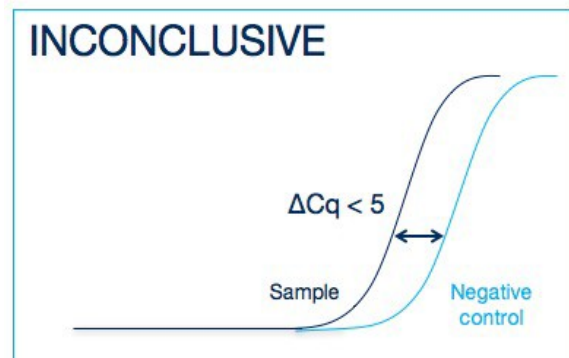 INCONCLUSIVE
ΔCq < 5
Sample
Negative
control